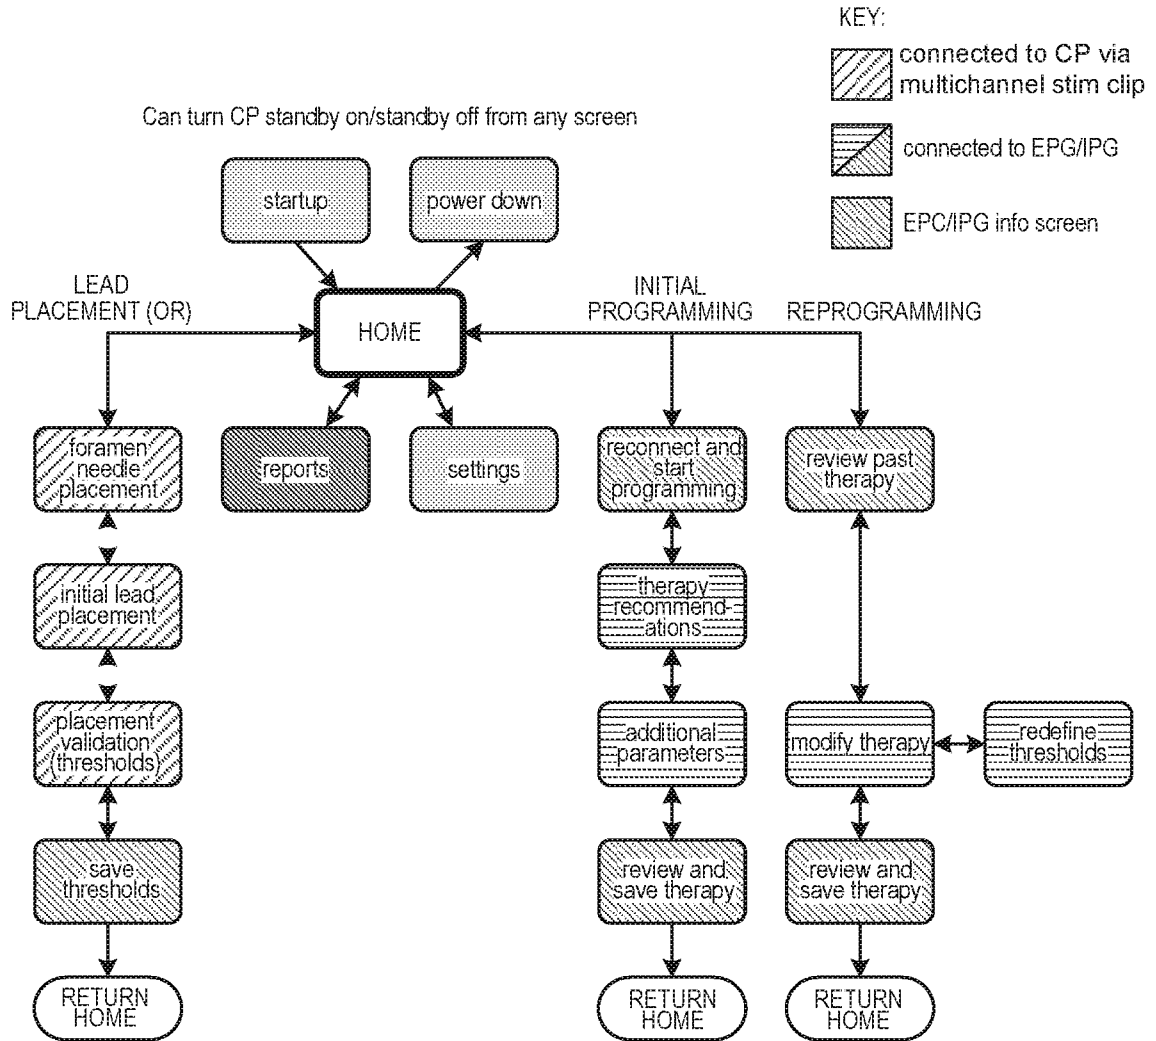 KEY:
connected to CP via
multichannel stim clip
connected to EPG/IPG
EPC/IPG info screen
Can turn CP standby on/standby off from any screen
startup
power down
LEAD
PLACEMENT (OR)
HOME
INITIAL
PROGRAMMING
REPROGRAMMING
foramen
needle
placement
reports
settings
reconnect and
start
programming
review past
therapy
initial lead
placement
therapy
recommend-
ations
placement
validation
(thresholds)
additional
parameters
modify therapy
redefine
thresholds
save
thresholds
review and
save therapy
review and
save therapy
RETURN
HOME
RETURN
HOME
RETURN
HOME